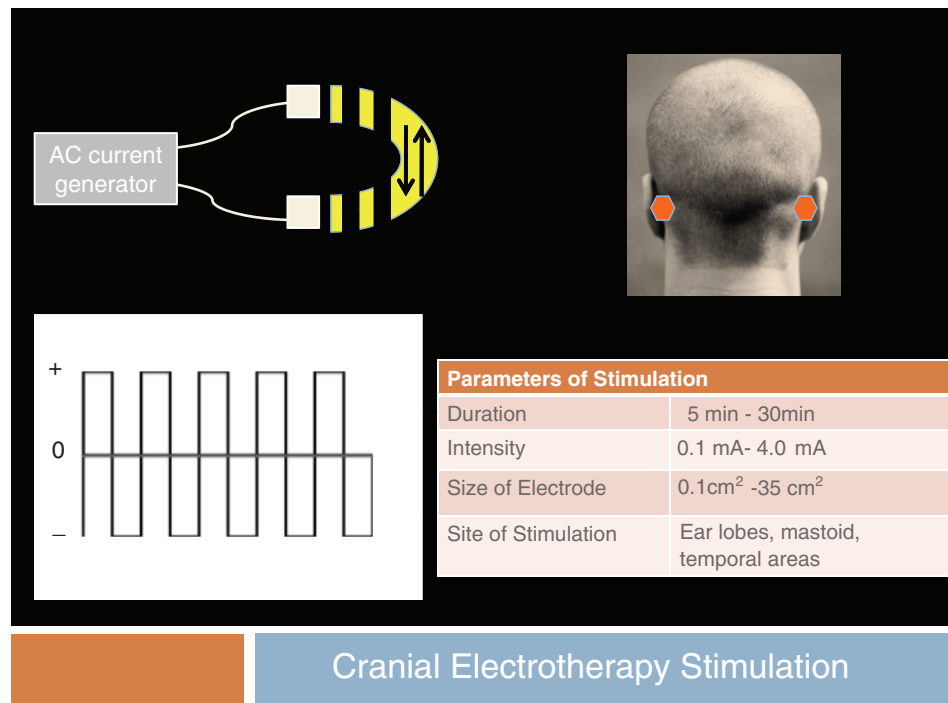 AC current
generator
+
0
–
Parameters of Stimulation
Duration 5 min - 30min
Intensity 0.1 mA- 4.0 mA
Size of Electrode 0.1cm² -35 cm²
Site of Stimulation Ear lobes, mastoid,
temporal areas
Cranial Electrotherapy Stimulation